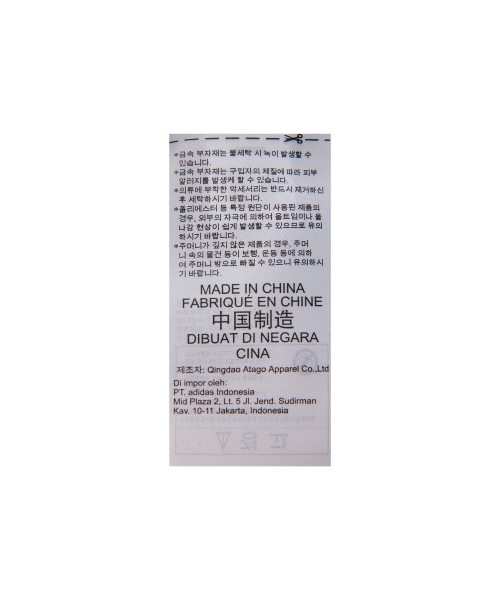 *금속 부자재는 물세탁 시 녹이 발생할 수
있습니다.
*금속 부자재는 구입자의 체질에 따라 피부
알러지를 발생케 할 수 있습니다.
*의류에 부착한 악세서리는 반드시 제거하신
후 세탁하시기 바랍니다.
*폴리에스터 등 특정 원단이 사용된 제품의
경우, 외부의 자극에 의하여 올트임이나 올
나감 현상이 쉽게 발생할 수 있으므로 유의
하시기 바랍니다.
*주머니가 깊지 않은 제품의 경우, 주머
니 속의 물건 등이 보행, 운동 등에 의하
여 주머니 밖으로 빠질 수 있으니 유의하시
기 바랍니다.
MADE IN CHINA
FABRIQUÉ EN CHINE
中国制造
DIBUAT DI NEGARA
CINA
제조자: Qingdao Atago Apparel Co.,Ltd
Di impor oleh:
PT. adidas Indonesia
Mid Plaza 2, Lt. 5 Jl. Jend. Sudirman
Kav. 10-11 Jakarta, Indonesia